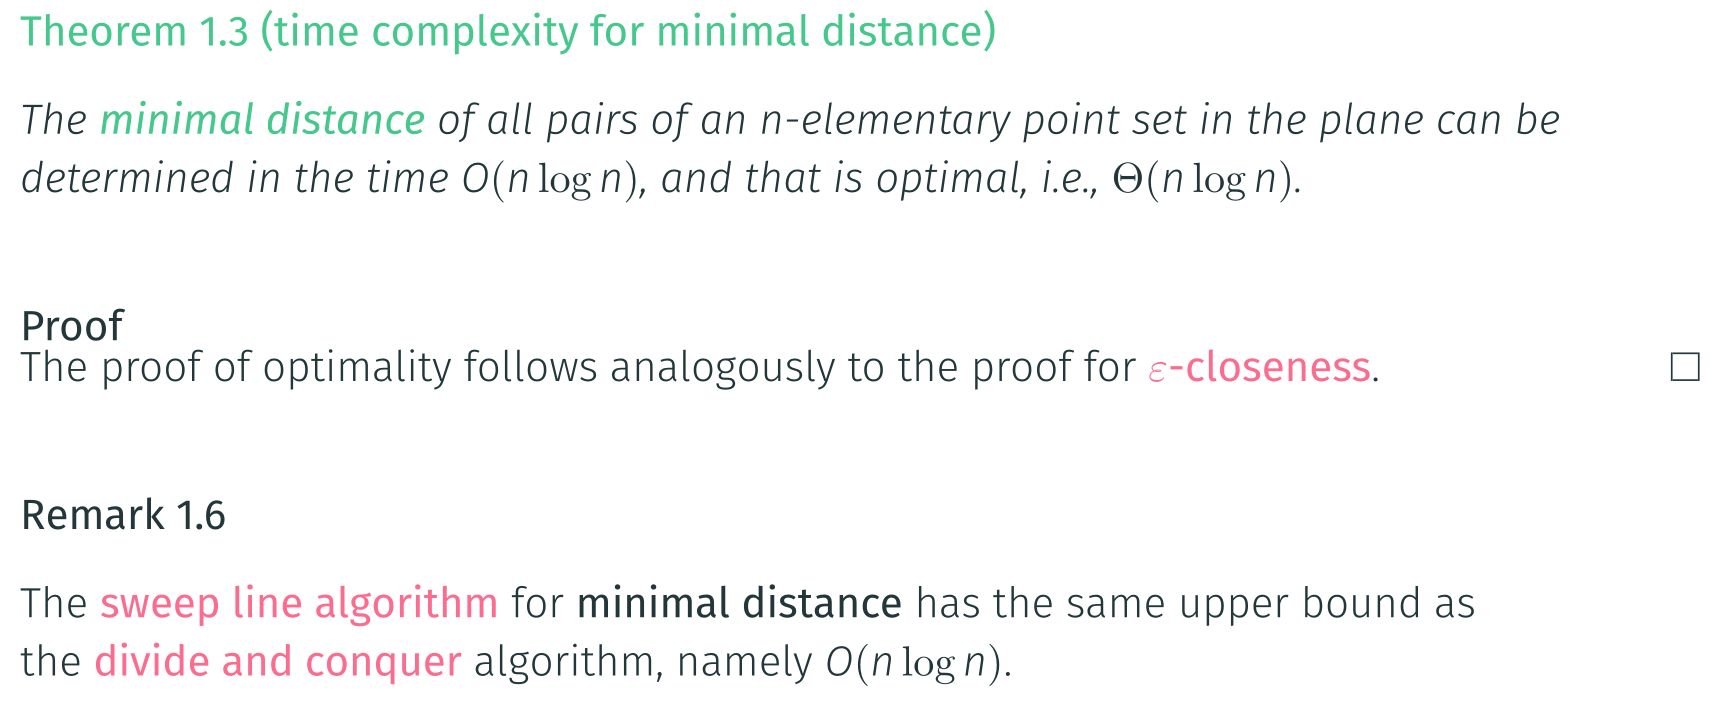 Theorem 1.3 (time complexity for minimal distance)
The minimal distance of all pairs of an n-elementary point set in the plane can be
determined in the time O(n log n), and that is optimal, i.e., Θ(n log n).
Proof
The proof of optimality follows analogously to the proof for ε-closeness. □
Remark 1.6
The sweep line algorithm for minimal distance has the same upper bound as
the divide and conquer algorithm, namely O(n log n).